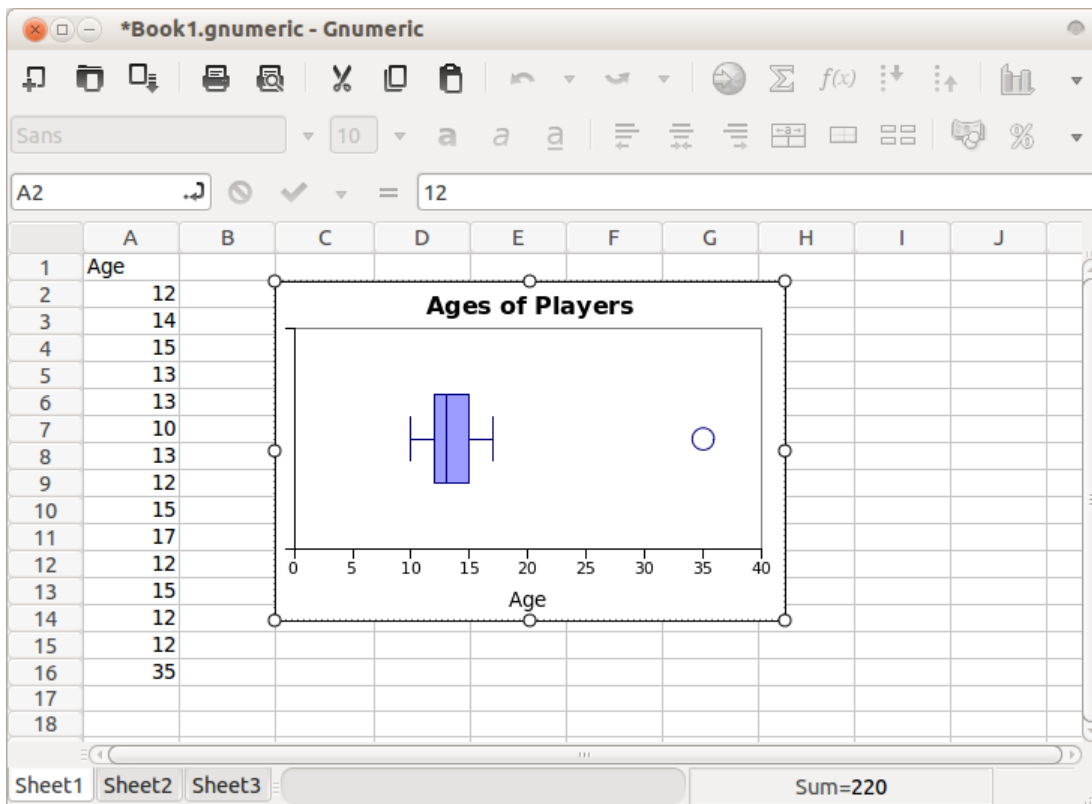 *Book1.gnumeric - Gnumeric
f(x)
Sans 10 a a a %
A2 = 12
A B C D E F G H I J
1 Age
2 12
3 14
4 15
5 13
6 13
7 10
8 13
9 12
10 15
11 17
12 12
13 15
14 12
15 12
16 35
17
18
Ages of Players
0 5 10 15 20 25 30 35 40
Age
Sheet1 Sheet2 Sheet3 Sum=220